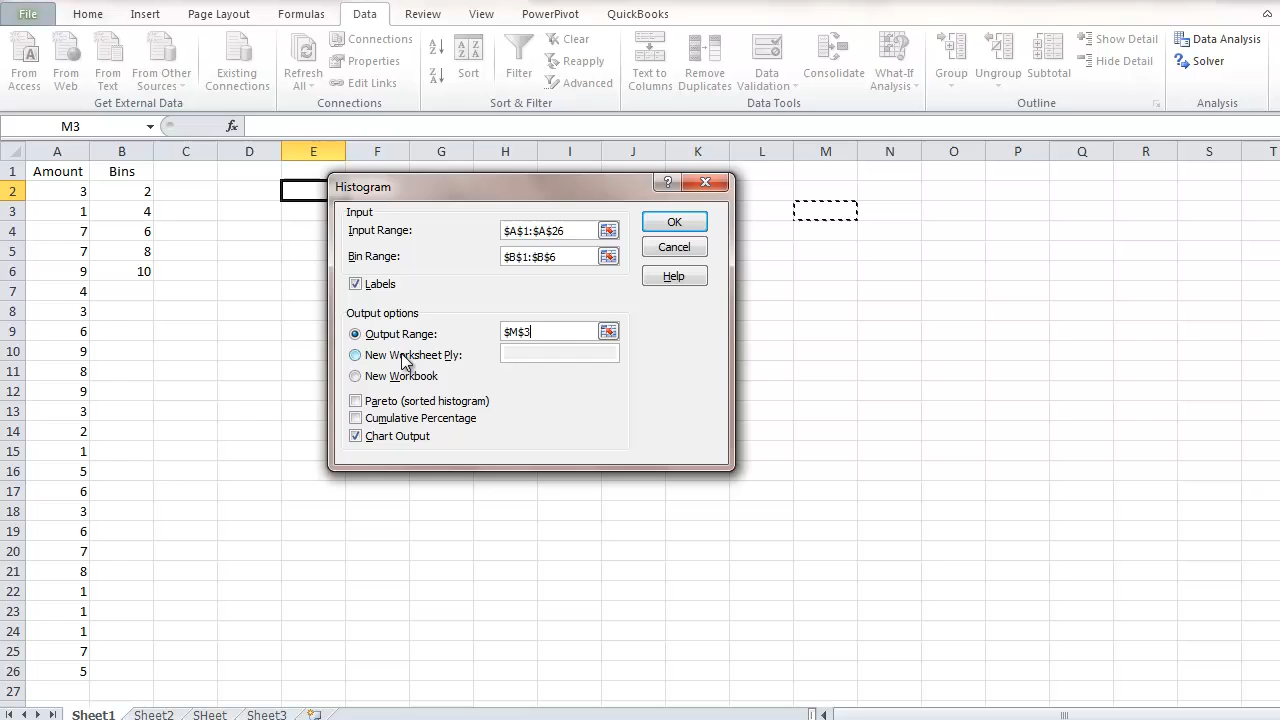 File Home Insert Page Layout Formulas Data Review View PowerPivot QuickBooks
From Access From Web From Text From Other Sources Existing Connections Refresh All Connections Properties Edit Links Sort Filter Clear Reapply Advanced Text to Columns Remove Duplicates Data Validation Consolidate What-If Analysis Group Ungroup Subtotal Show Detail Hide Detail Data Analysis Solver
Get External Data Connections Sort & Filter Data Tools Outline Analysis
M3 fx
A B C D E F G H I J K L M N O P Q R S T
1 Amount Bins
2 3 2
3 1 4
4 7 6
5 7 8
6 9 10
7 4
8 3
9 6
10 9
11 8
12 9
13 3
14 2
15 1
16 5
17 6
18 3
19 6
20 7
21 8
22 1
23 1
24 1
25 7
26 5
27
Histogram ?
Input
Input Range: $A$1:$A$26
Bin Range: $B$1:$B$6
Labels
Output options
Output Range: $M$3
New Worksheet Ply:
New Workbook
Pareto (sorted histogram)
Cumulative Percentage
Chart Output
OK
Cancel
Help
Sheet1 Sheet2 SHeet Sheet3